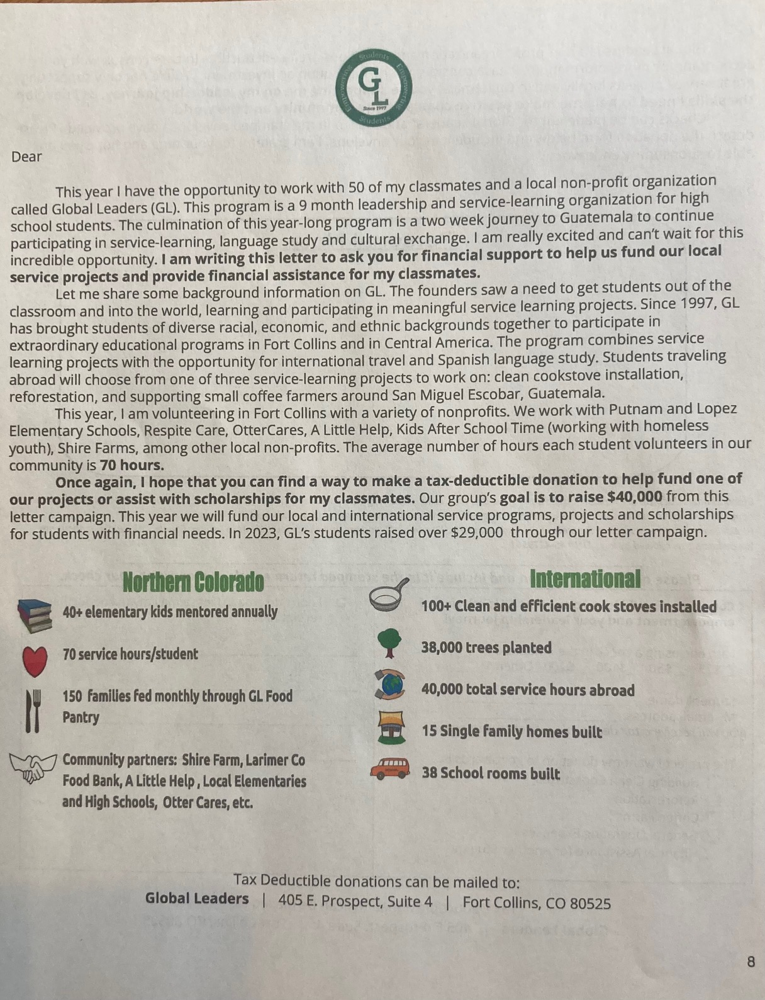 Students
Empowering
Empowering
GL
Since 1997
Students
Dear
This year I have the opportunity to work with 50 of my classmates and a local non-profit organization
called Global Leaders (GL). This program is a 9 month leadership and service-learning organization for high
school students. The culmination of this year-long program is a two week journey to Guatemala to continue
participating in service-learning, language study and cultural exchange. I am really excited and can't wait for this
incredible opportunity. I am writing this letter to ask you for financial support to help us fund our local
service projects and provide financial assistance for my classmates.
Let me share some background information on GL. The founders saw a need to get students out of the
classroom and into the world, learning and participating in meaningful service learning projects. Since 1997, GL
has brought students of diverse racial, economic, and ethnic backgrounds together to participate in
extraordinary educational programs in Fort Collins and in Central America. The program combines service
learning projects with the opportunity for international travel and Spanish language study. Students traveling
abroad will choose from one of three service-learning projects to work on: clean cookstove installation,
reforestation, and supporting small coffee farmers around San Miguel Escobar, Guatemala.
This year, I am volunteering in Fort Collins with a variety of nonprofits. We work with Putnam and Lopez
Elementary Schools, Respite Care, OtterCares, A Little Help, Kids After School Time (working with homeless
youth), Shire Farms, among other local non-profits. The average number of hours each student volunteers in our
community is 70 hours.
Once again, I hope that you can find a way to make a tax-deductible donation to help fund one of
our projects or assist with scholarships for my classmates. Our group's goal is to raise $40,000 from this
letter campaign. This year we will fund our local and international service programs, projects and scholarships
for students with financial needs. In 2023, GL's students raised over $29,000 through our letter campaign.
Northern Colorado
40+ elementary kids mentored annually
70 service hours/student
150 families fed monthly through GL Food
Pantry
Community partners: Shire Farm, Larimer Co
Food Bank, A Little Help , Local Elementaries
and High Schools, Otter Cares, etc.
International
100+ Clean and efficient cook stoves installed
38,000 trees planted
40,000 total service hours abroad
15 Single family homes built
38 School rooms built
Tax Deductible donations can be mailed to:
Global Leaders | 405 E. Prospect, Suite 4 | Fort Collins, CO 80525
8